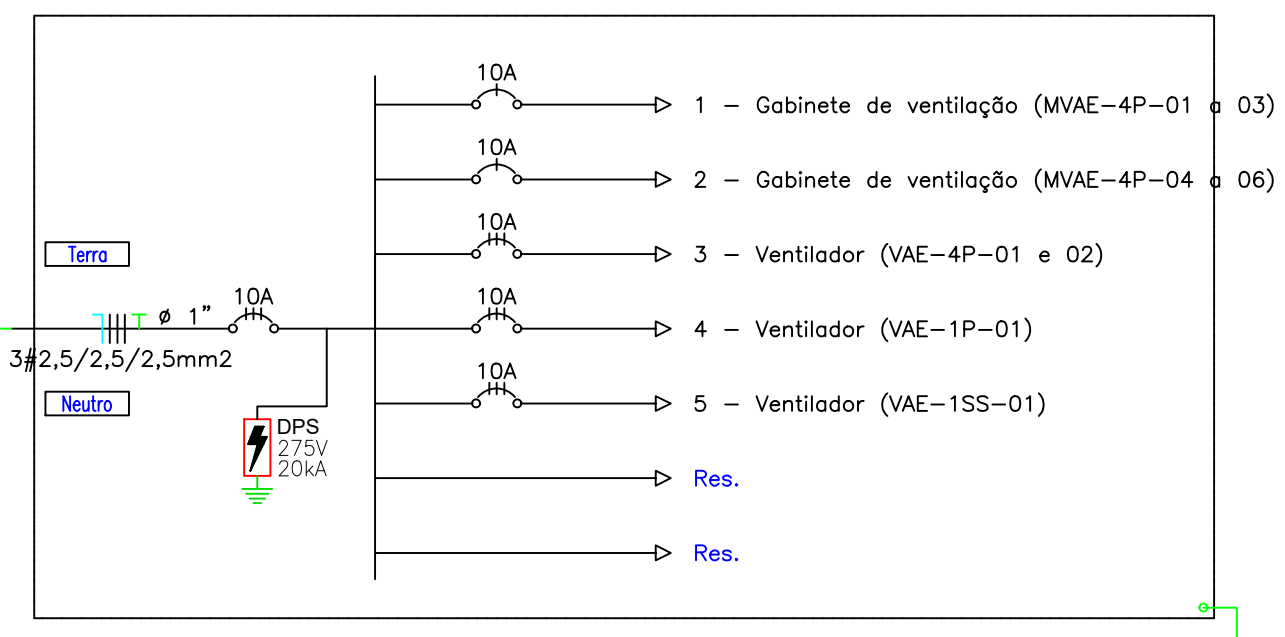 10A
1 – Gabinete de ventilação (MVAE–4P–01 a 03)
10A
2 – Gabinete de ventilação (MVAE–4P–04 a 06)
10A
3 – Ventilador (VAE–4P–01 e 02)
Terra
ø 1”
10A
10A
4 – Ventilador (VAE–1P–01)
3#2,5/2,5/2,5mm2
Neutro
10A
5 – Ventilador (VAE–1SS–01)
DPS
275V
20kA
Res.
Res.